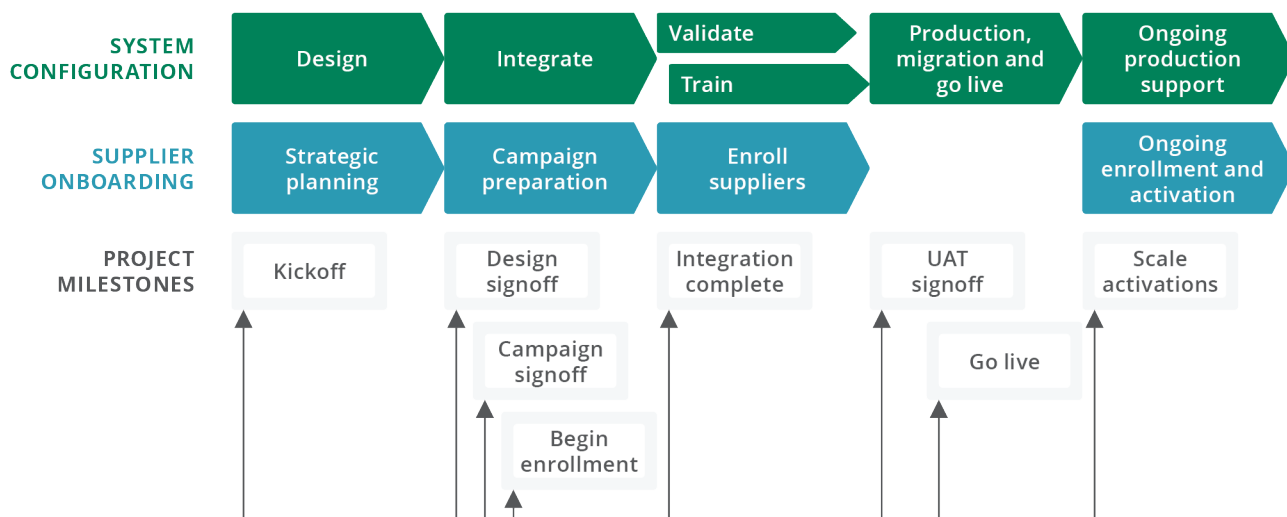 SYSTEM
CONFIGURATION
Design
Integrate
Validate
Train
Production,
migration and
go live
Ongoing
production
support
SUPPLIER
ONBOARDING
Strategic
planning
Campaign
preparation
Enroll
suppliers
Ongoing
enrollment and
activation
PROJECT
MILESTONES
Kickoff
Design
signoff
Integration
complete
UAT
signoff
Scale
activations
Campaign
signoff
Go live
Begin
enrollment